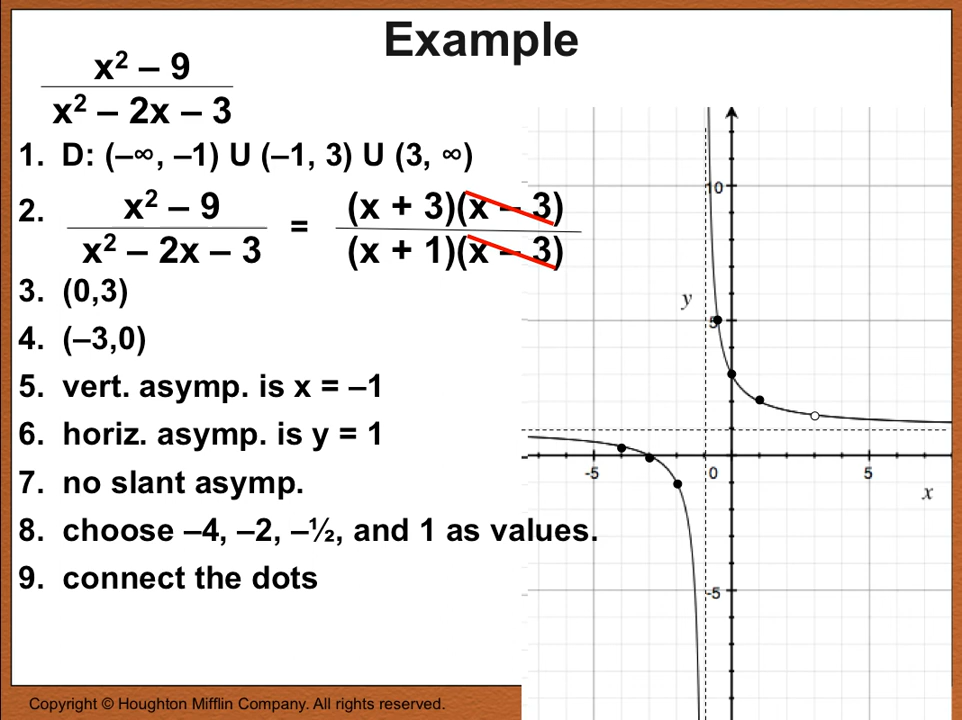 Example
x² – 9
x² – 2x – 3
1. D: (–∞, –1) U (–1, 3) U (3, ∞)
2. x² – 9 = (x + 3)(x – 3)
x² – 2x – 3 (x + 1)(x – 3)
3. (0,3)
4. (–3,0)
5. vert. asymp. is x = –1
6. horiz. asymp. is y = 1
7. no slant asymp.
8. choose –4, –2, –½, and 1 as values.
9. connect the dots
10
y
5
-5 0 5
x
-5
Copyright © Houghton Mifflin Company. All rights reserved.